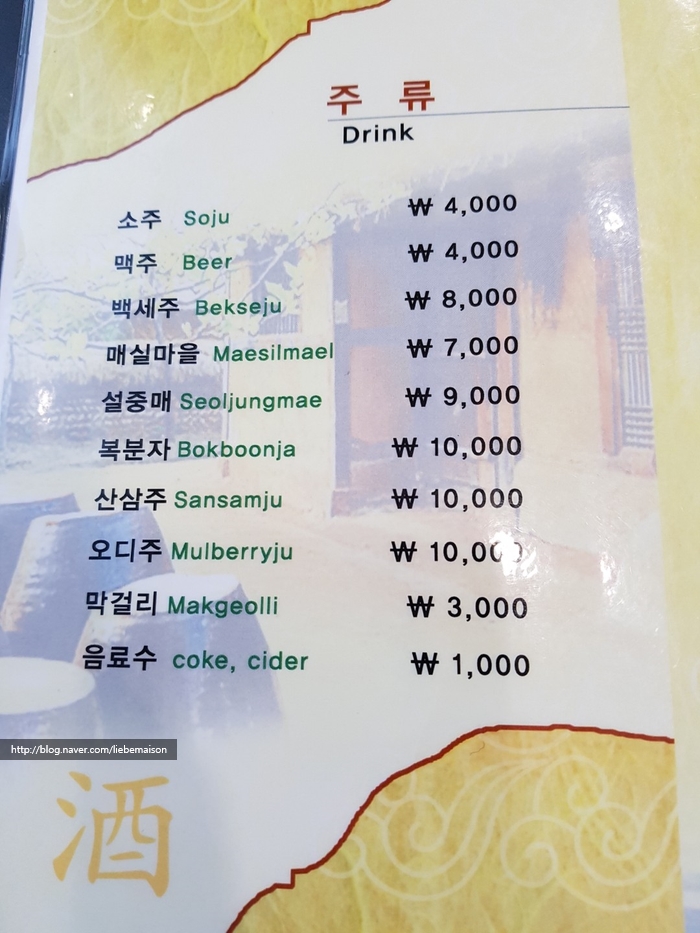 주 류
Drink
소주 Soju ₩ 4,000
맥주 Beer ₩ 4,000
백세주 Bekseju ₩ 8,000
매실마을 Maesilmael ₩ 7,000
설중매 Seoljungmae ₩ 9,000
복분자 Bokboonja ₩ 10,000
산삼주 Sansamju ₩ 10,000
오디주 Mulberryju ₩ 10,000
막걸리 Makgeolli ₩ 3,000
음료수 coke, cider ₩ 1,000
http://blog.naver.com/liebemaison
酒